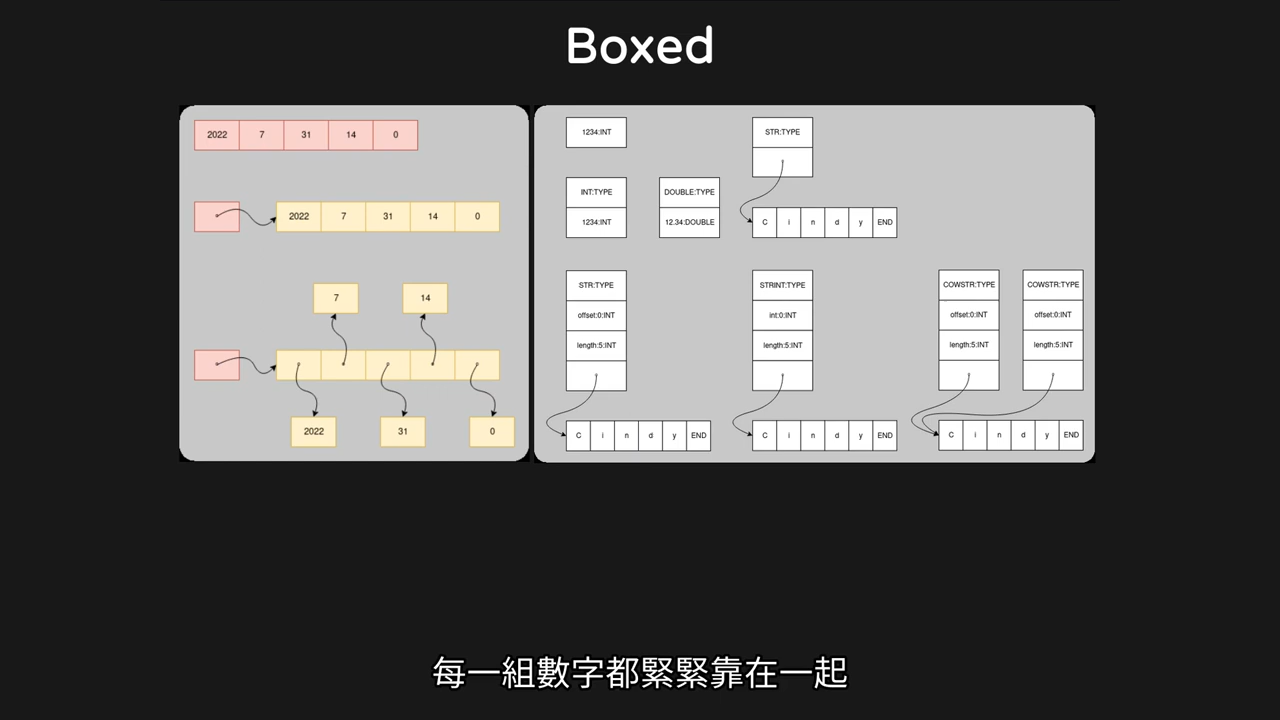 Boxed
2022 7 31 14 0
2022 7 31 14 0
7 14
2022 31 0
1234:INT
STR:TYPE
INT:TYPE
1234:INT
DOUBLE:TYPE
12.34:DOUBLE
C i n d y END
STR:TYPE
offset:0:INT
length:5:INT
C i n d y END
STRINT:TYPE
int:0:INT
length:5:INT
C i n d y END
COWSTR:TYPE
offset:0:INT
length:5:INT
COWSTR:TYPE
offset:0:INT
length:5:INT
C i n d y END
每一組數字都緊緊靠在一起